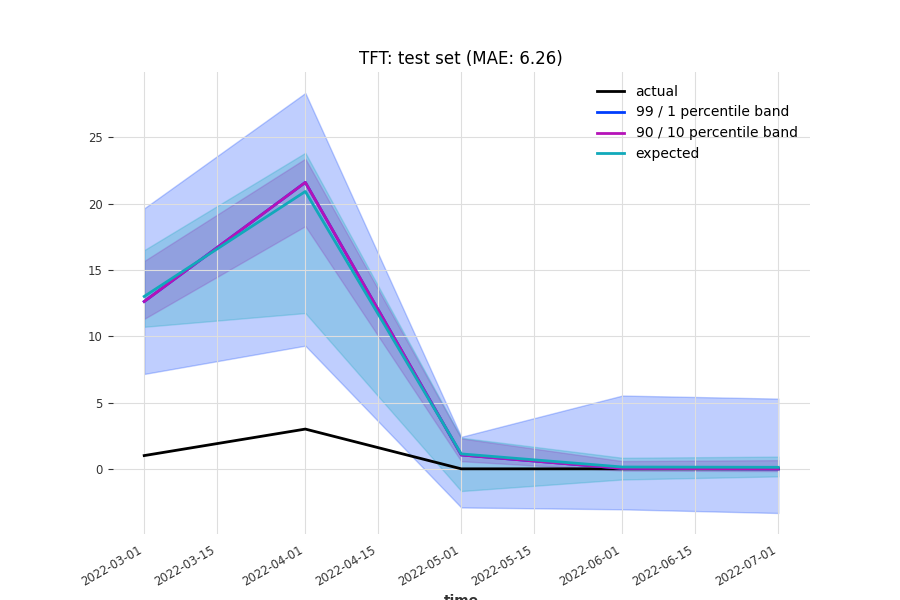 TFT: test set (MAE: 6.26)
actual
99 / 1 percentile band
90 / 10 percentile band
expected
25
20
15
10
5
0
2022-03-01
2022-03-15
2022-04-01
2022-04-15
2022-05-01
2022-05-15
2022-06-01
2022-06-15
2022-07-01
time